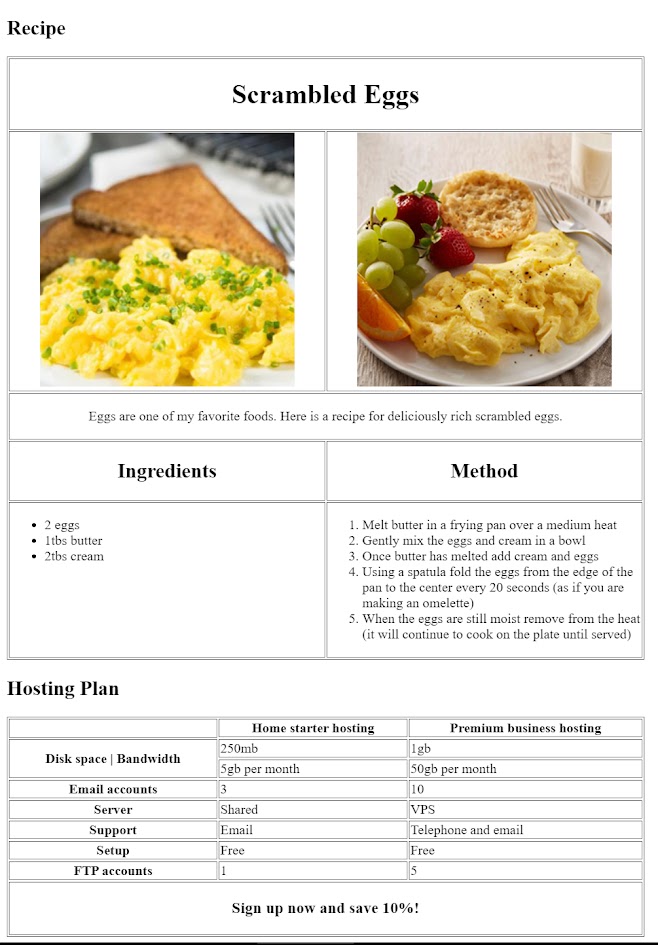 Recipe
Scrambled Eggs
Eggs are one of my favorite foods. Here is a recipe for deliciously rich scrambled eggs.
Ingredients
Method
2 eggs
1tbs butter
2tbs cream
1. Melt butter in a frying pan over a medium heat
2. Gently mix the eggs and cream in a bowl
3. Once butter has melted add cream and eggs
4. Using a spatula fold the eggs from the edge of the
pan to the center every 20 seconds (as if you are
making an omelette)
5. When the eggs are still moist remove from the heat
(it will continue to cook on the plate until served)
Hosting Plan
Home starter hosting Premium business hosting
Disk space | Bandwidth
250mb 1gb
5gb per month 50gb per month
Email accounts 3 10
Server Shared VPS
Support Email Telephone and email
Setup Free Free
FTP accounts 1 5
Sign up now and save 10%!